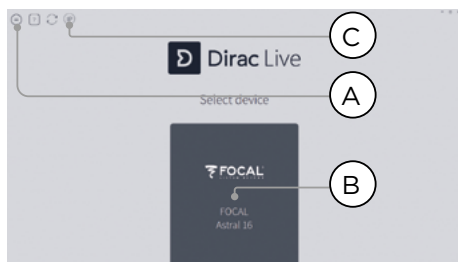 C
Dirac Live
A
Select device
FOCAL
B
FOCAL
Astral 16